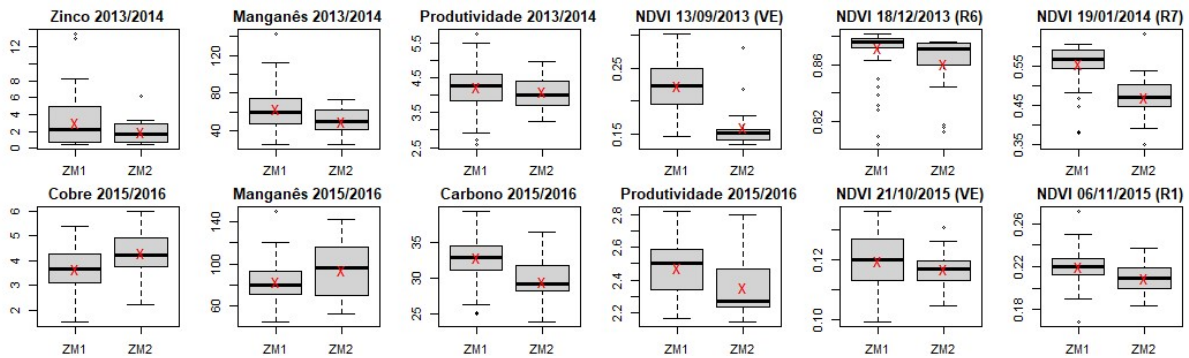 Zinco 2013/2014
Manganês 2013/2014
Produtividade 2013/2014
NDVI 13/09/2013 (VE)
NDVI 18/12/2013 (R6)
NDVI 19/01/2014 (R7)
0 2 4 6 8 12
40 80 120
2.5 3.5 4.5 5.5
0.15 0.25
0.82 0.86
0.35 0.45 0.55
ZM1 ZM2
ZM1 ZM2
ZM1 ZM2
ZM1 ZM2
ZM1 ZM2
ZM1 ZM2
Cobre 2015/2016
Manganês 2015/2016
Carbono 2015/2016
Produtividade 2015/2016
NDVI 21/10/2015 (VE)
NDVI 06/11/2015 (R1)
2 3 4 5 6
60 100 140
25 30 35
2.2 2.4 2.6 2.8
0.10 0.12
0.18 0.22 0.26
ZM1 ZM2
ZM1 ZM2
ZM1 ZM2
ZM1 ZM2
ZM1 ZM2
ZM1 ZM2